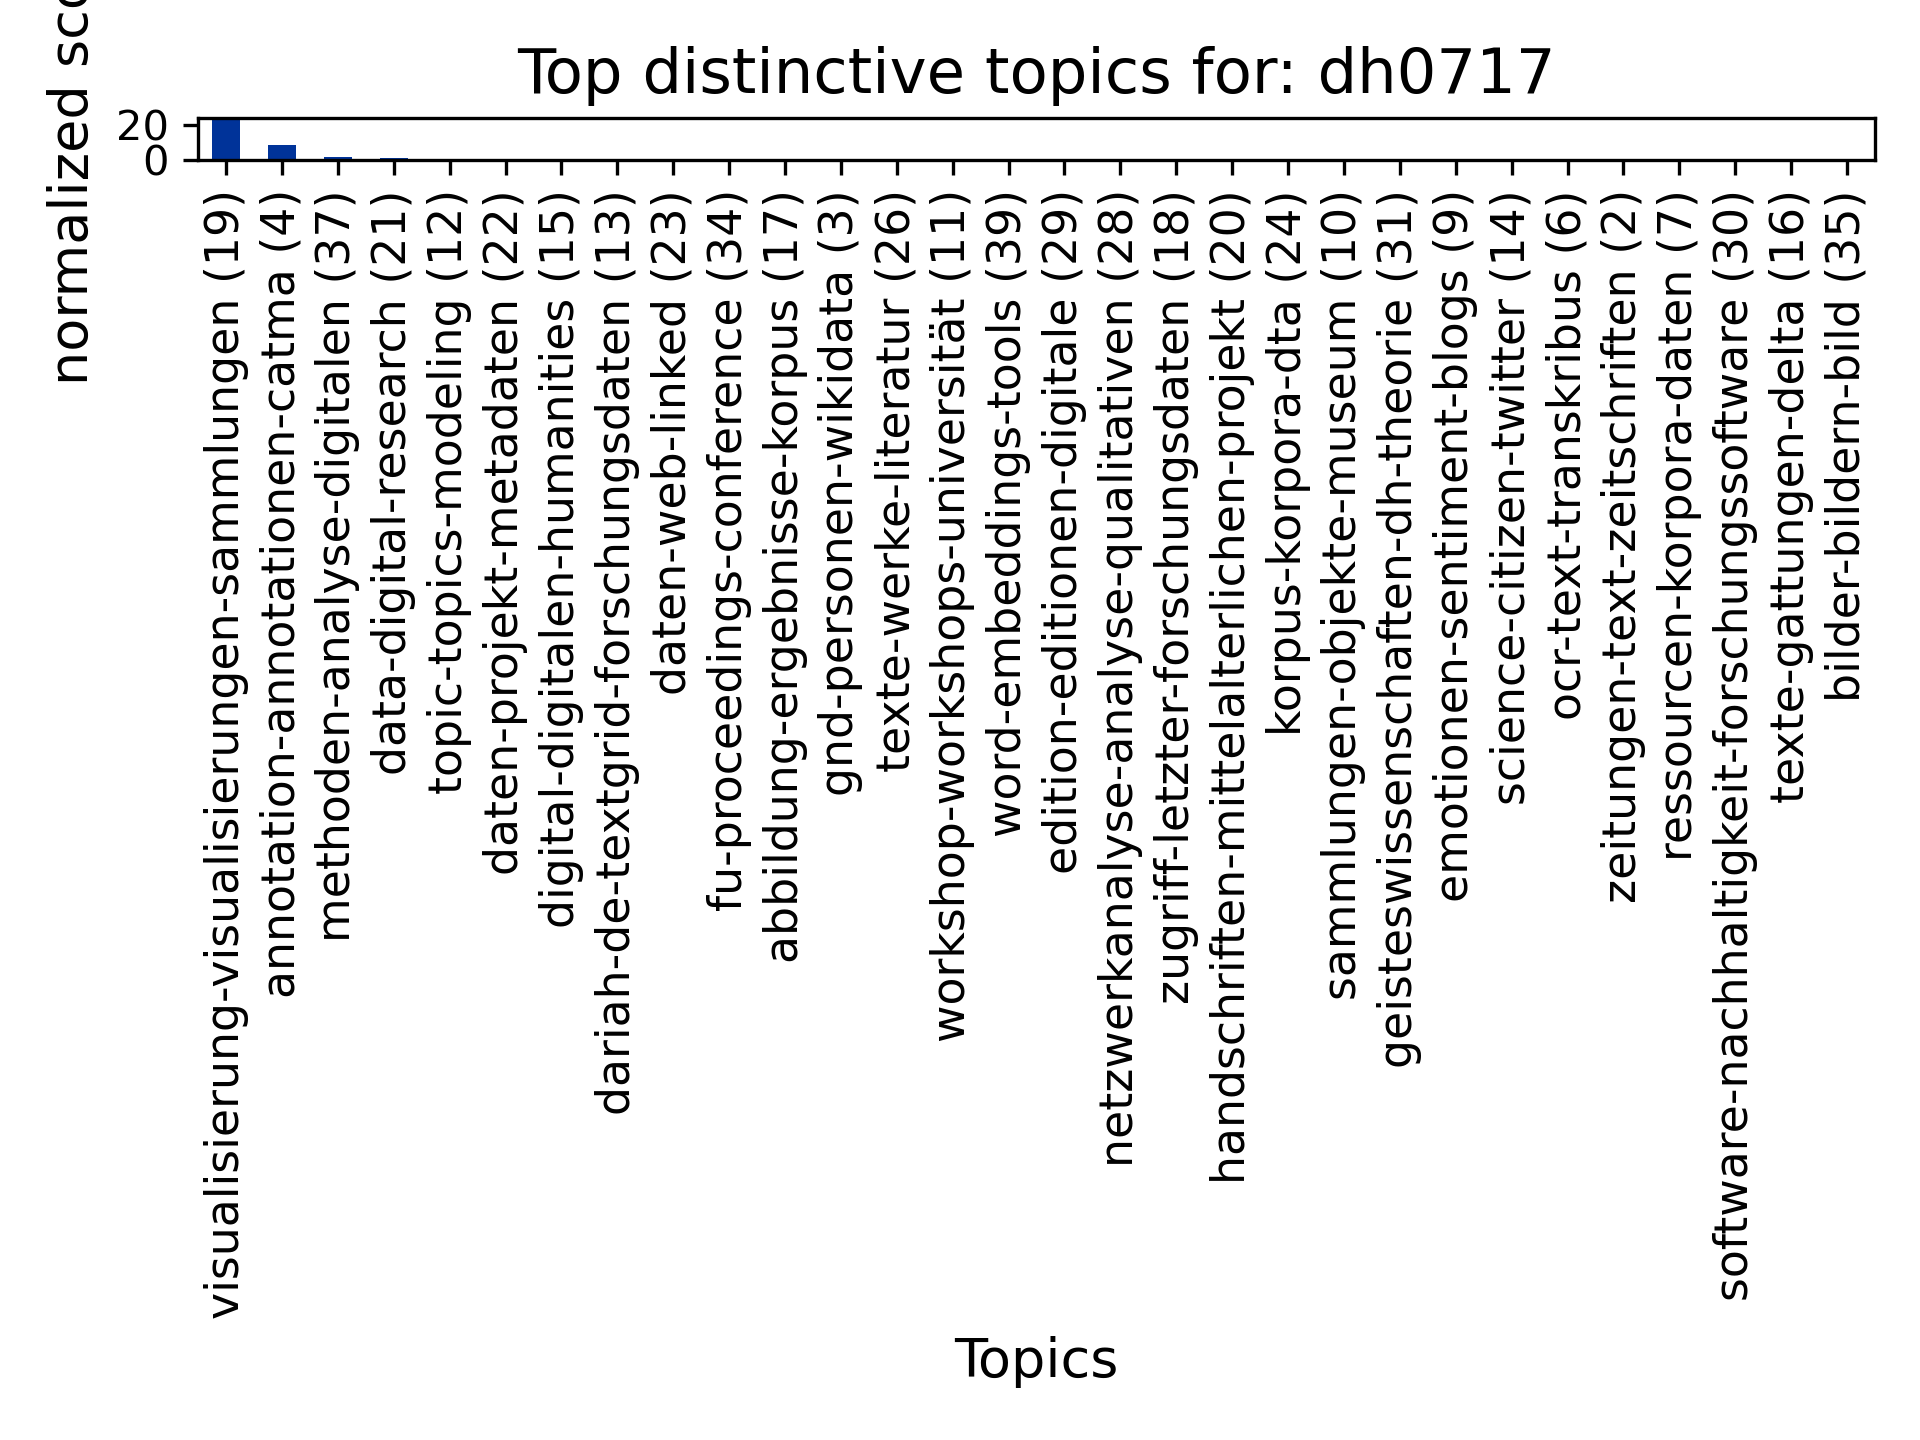 Top distinctive topics for: dh0717
normalized sco
20
0
visualisierung-visualisierungen-sammlungen (19)
annotation-annotationen-catma (4)
methoden-analyse-digitalen (37)
data-digital-research (21)
topic-topics-modeling (12)
daten-projekt-metadaten (22)
digital-digitalen-humanities (15)
dariah-de-textgrid-forschungsdaten (13)
daten-web-linked (23)
fu-proceedings-conference (34)
abbildung-ergebnisse-korpus (17)
gnd-personen-wikidata (3)
texte-werke-literatur (26)
workshop-workshops-universität (11)
word-embeddings-tools (39)
edition-editionen-digitale (29)
netzwerkanalyse-analyse-qualitativen (28)
zugriff-letzter-forschungsdaten (18)
handschriften-mittelalterlichen-projekt (20)
korpus-korpora-dta (24)
sammlungen-objekte-museum (10)
geisteswissenschaften-dh-theorie (31)
emotionen-sentiment-blogs (9)
science-citizen-twitter (14)
ocr-text-transkribus (6)
zeitungen-text-zeitschriften (2)
ressourcen-korpora-daten (7)
software-nachhaltigkeit-forschungssoftware (30)
texte-gattungen-delta (16)
bilder-bildern-bild (35)
Topics